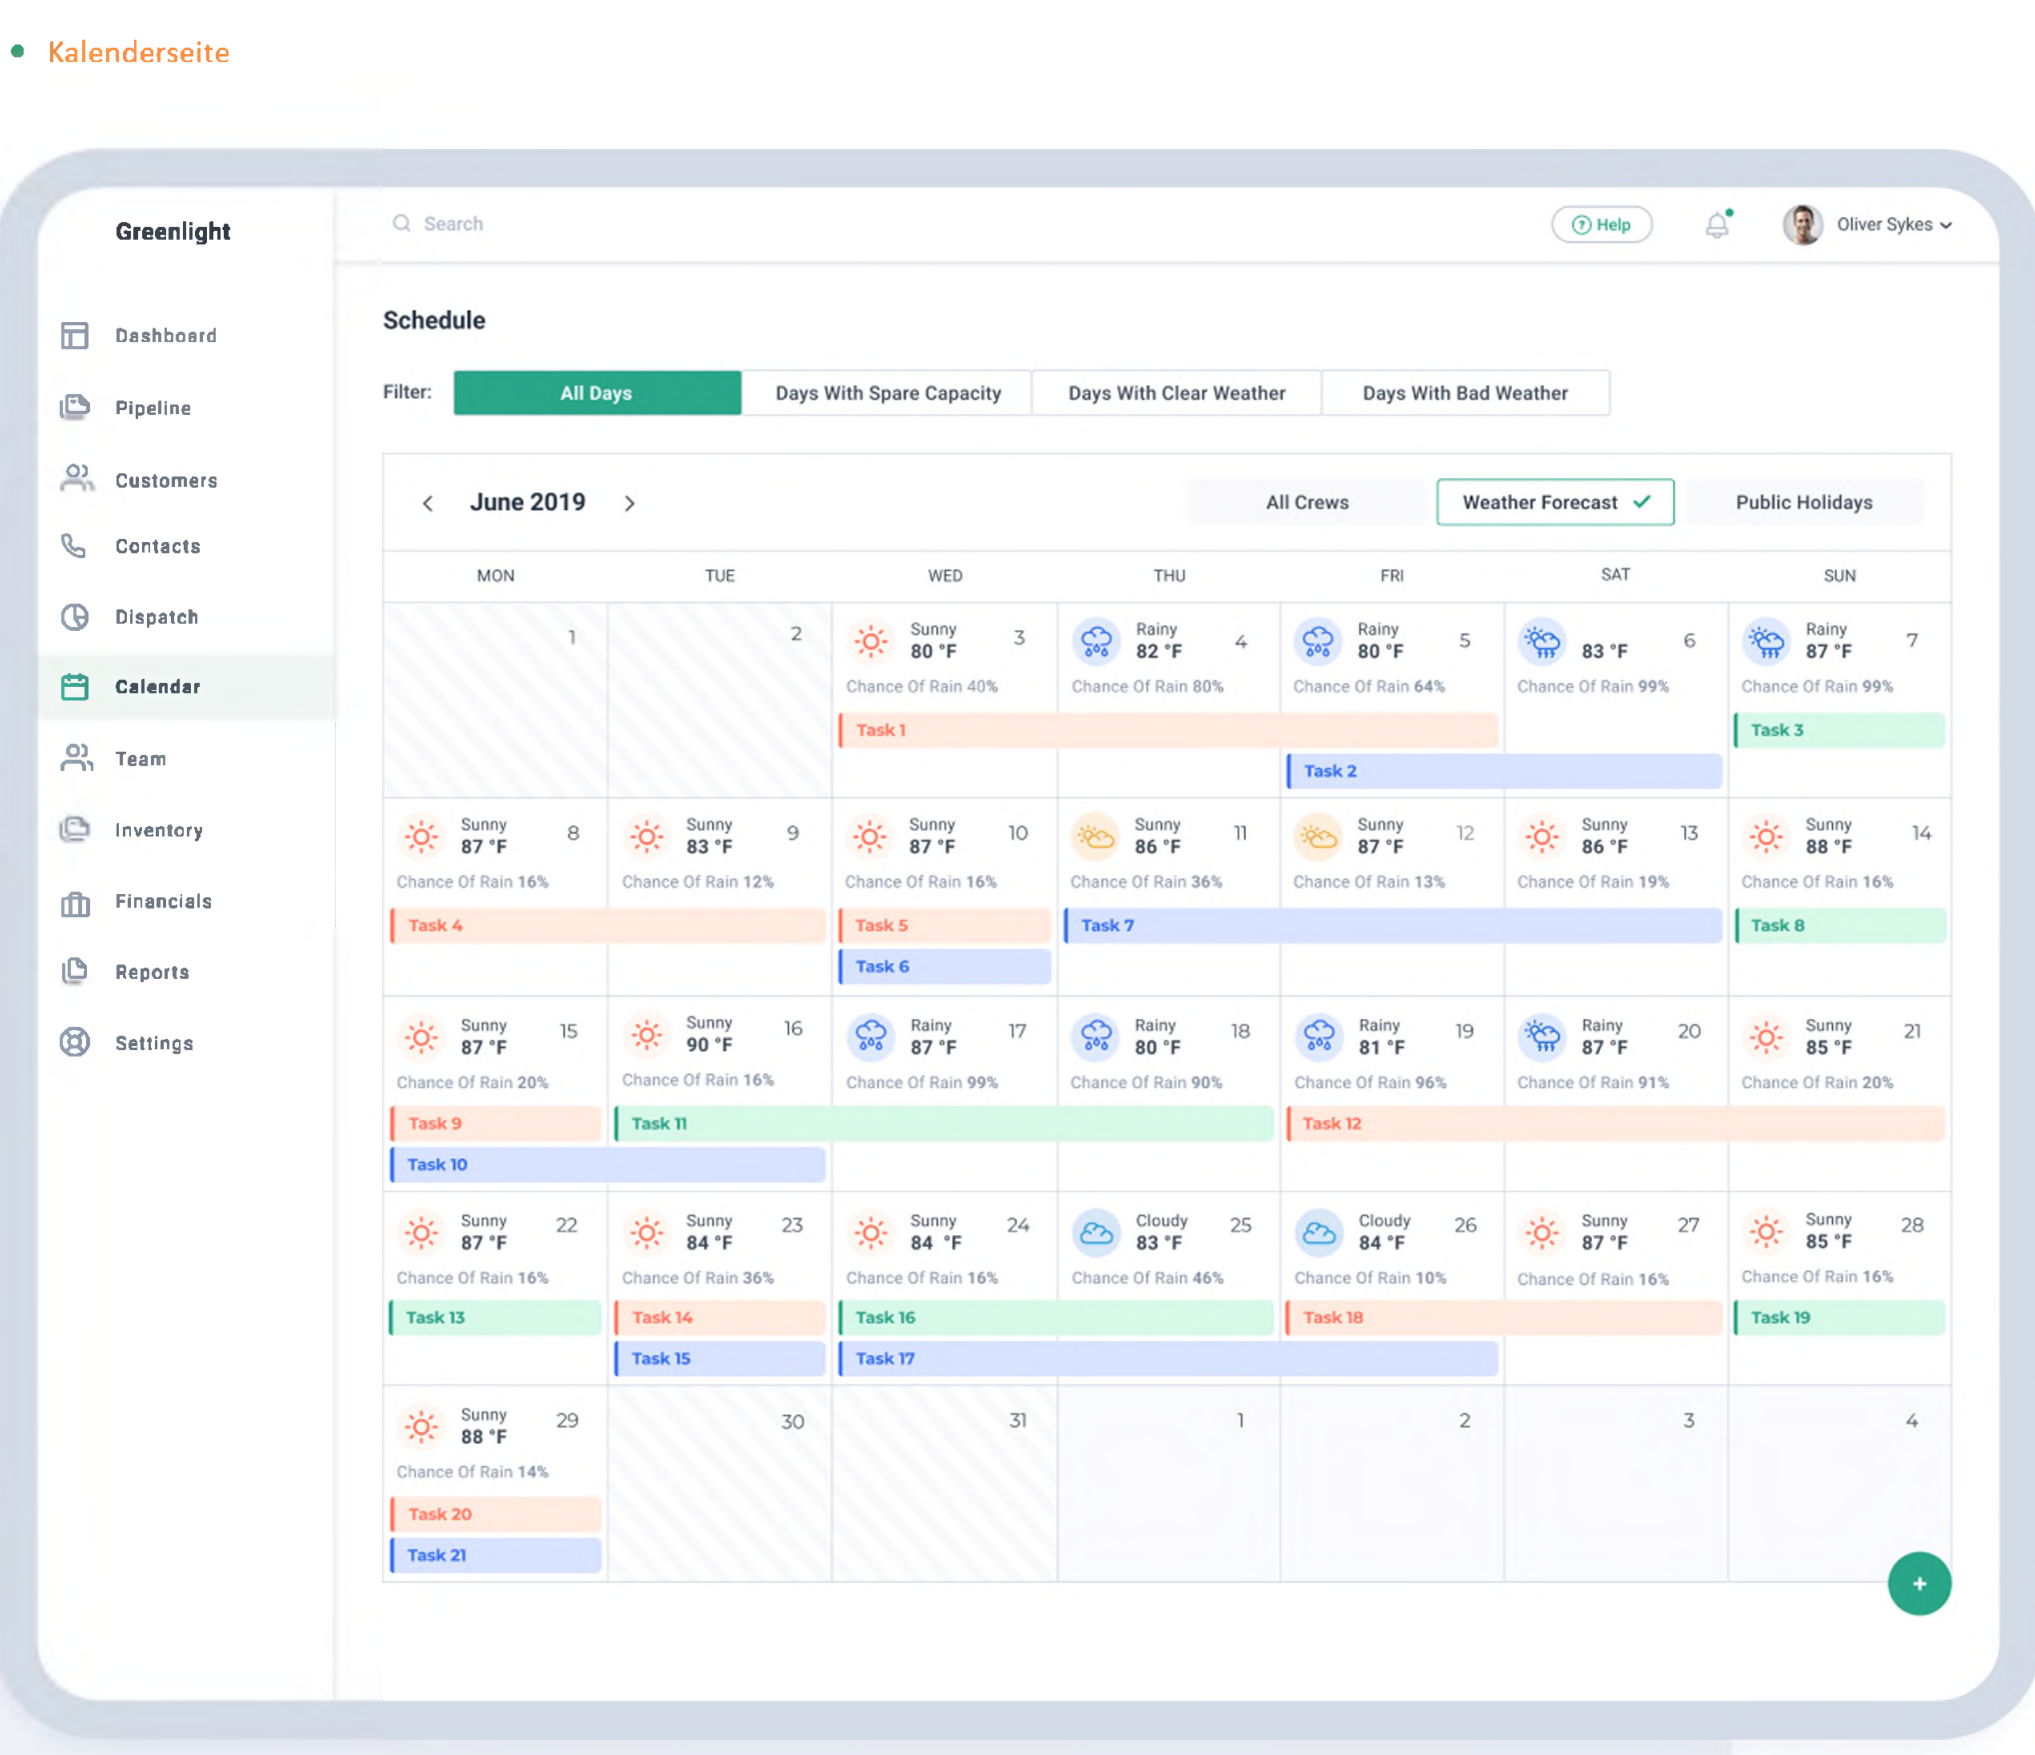 Kalenderseite
Greenlight
Search
Help
Oliver Sykes
Dashboard
Pipeline
Customers
Contacts
Dispatch
Calendar
Team
Inventory
Financials
Reports
Settings
Schedule
Filter: All Days Days With Spare Capacity Days With Clear Weather Days With Bad Weather
June 2019 All Crews Weather Forecast Public Holidays
MON TUE WED THU FRI SAT SUN
1
2
Sunny 3
80 °F
Chance Of Rain 40%
Rainy 4
82 °F
Chance Of Rain 80%
Rainy 5
80 °F
Chance Of Rain 64%
83 °F 6
Chance Of Rain 99%
Rainy 7
87 °F
Chance Of Rain 99%
Task 1
Task 3
Task 2
Sunny 8
87 °F
Chance Of Rain 16%
Sunny 9
83 °F
Chance Of Rain 12%
Sunny 10
87 °F
Chance Of Rain 16%
Sunny 11
86 °F
Chance Of Rain 36%
Sunny 12
87 °F
Chance Of Rain 13%
Sunny 13
86 °F
Chance Of Rain 19%
Sunny 14
88 °F
Chance Of Rain 16%
Task 4
Task 5
Task 7
Task 8
Task 6
Sunny 15
87 °F
Chance Of Rain 20%
Sunny 16
90 °F
Chance Of Rain 16%
Rainy 17
87 °F
Chance Of Rain 99%
Rainy 18
80 °F
Chance Of Rain 90%
Rainy 19
81 °F
Chance Of Rain 96%
Rainy 20
87 °F
Chance Of Rain 91%
Sunny 21
85 °F
Chance Of Rain 20%
Task 9
Task 11
Task 12
Task 10
Sunny 22
87 °F
Chance Of Rain 16%
Sunny 23
84 °F
Chance Of Rain 36%
Sunny 24
84 °F
Chance Of Rain 16%
Cloudy 25
83 °F
Chance Of Rain 46%
Cloudy 26
84 °F
Chance Of Rain 10%
Sunny 27
87 °F
Chance Of Rain 16%
Sunny 28
85 °F
Chance Of Rain 16%
Task 13
Task 14
Task 16
Task 18
Task 19
Task 15
Task 17
Sunny 29
88 °F
Chance Of Rain 14%
30
31
1
2
3
4
Task 20
Task 21
+